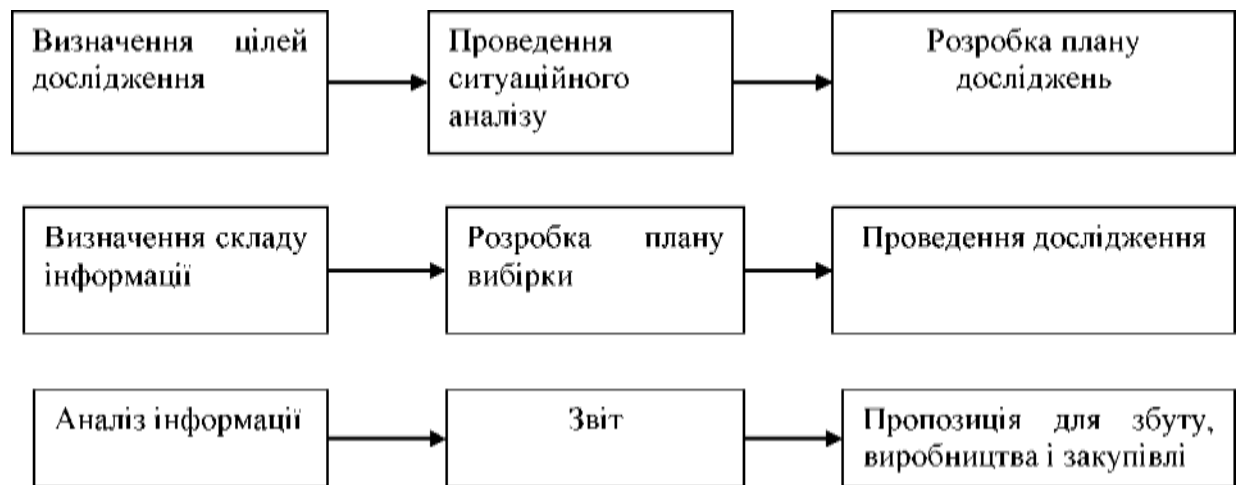 Визначення цілей
дослідження
Проведення
ситуаційного
аналізу
Розробка плану
досліджень
Визначення складу
інформації
Розробка плану
вибірки
Проведення дослідження
Аналіз інформації
Звіт
Пропозиція для збуту,
виробництва і закупівлі